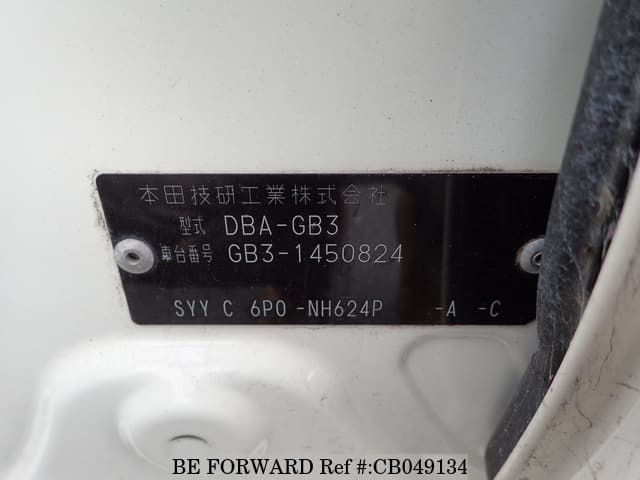 本田技研工業株式会社
型式 DBA-GB3
車台番号 GB3-1450824
SYY C 6P0 -NH624P -A -C
BE FORWARD Ref #:CB049134